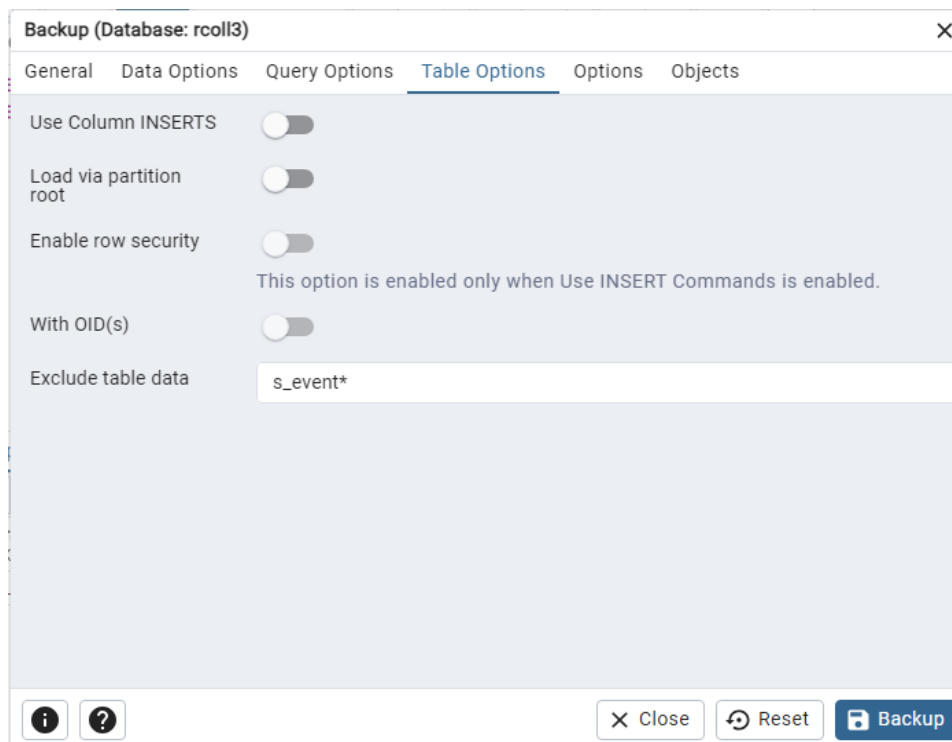 Backup (Database: rcoll3)
General Data Options Query Options Table Options Options Objects
Use Column INSERTS
Load via partition
root
Enable row security
This option is enabled only when Use INSERT Commands is enabled.
With OID(s)
Exclude table data
s_event*
Close Reset Backup